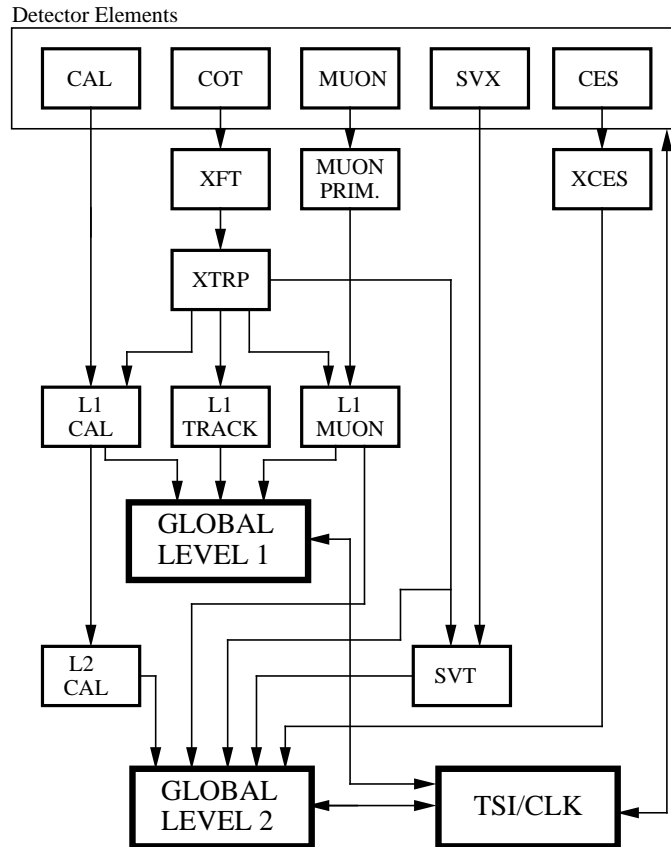 Detector Elements
CAL
COT
MUON
SVX
CES
XFT
MUON
PRIM.
XCES
XTRP
L1
CAL
L1
TRACK
L1
MUON
GLOBAL
LEVEL 1
L2
CAL
SVT
GLOBAL
LEVEL 2
TSI/CLK